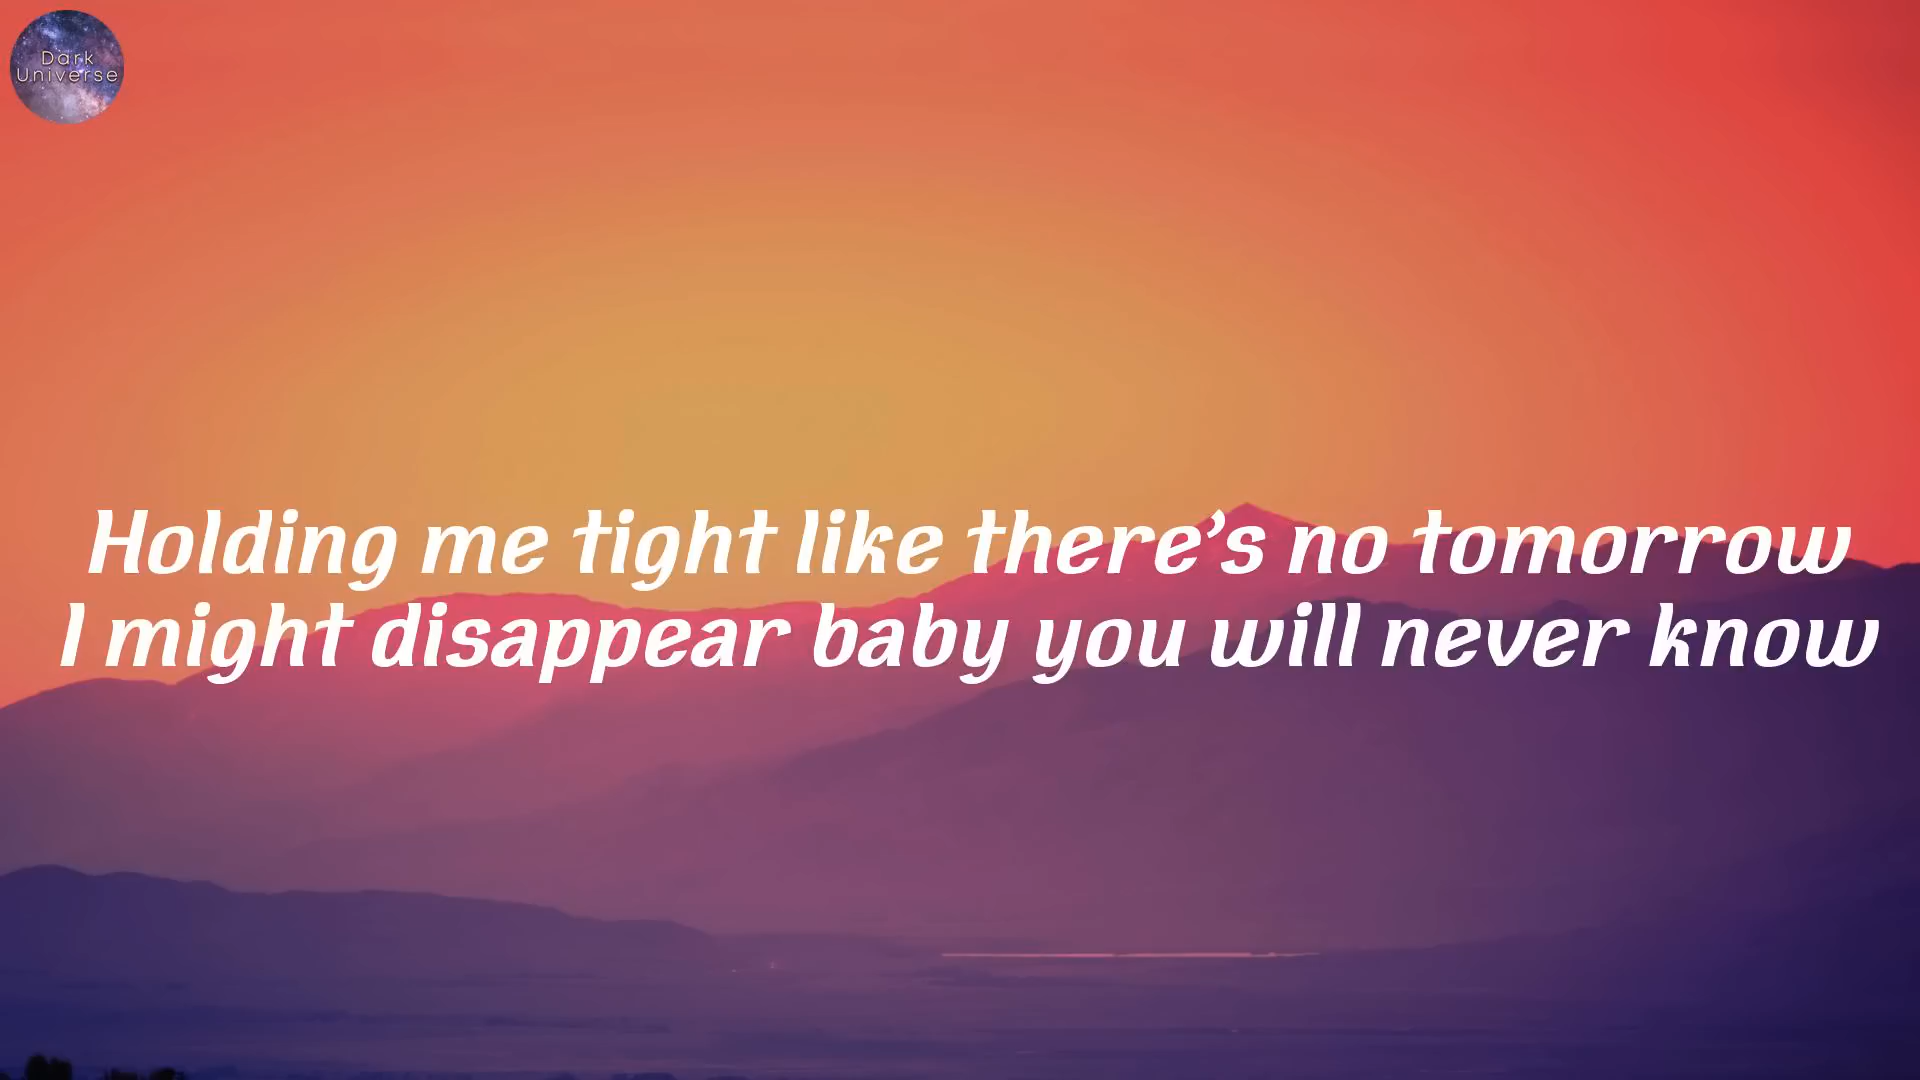 Dark
Universe
Holding me tight like there's no tomorrow
I might disappear baby you will never know